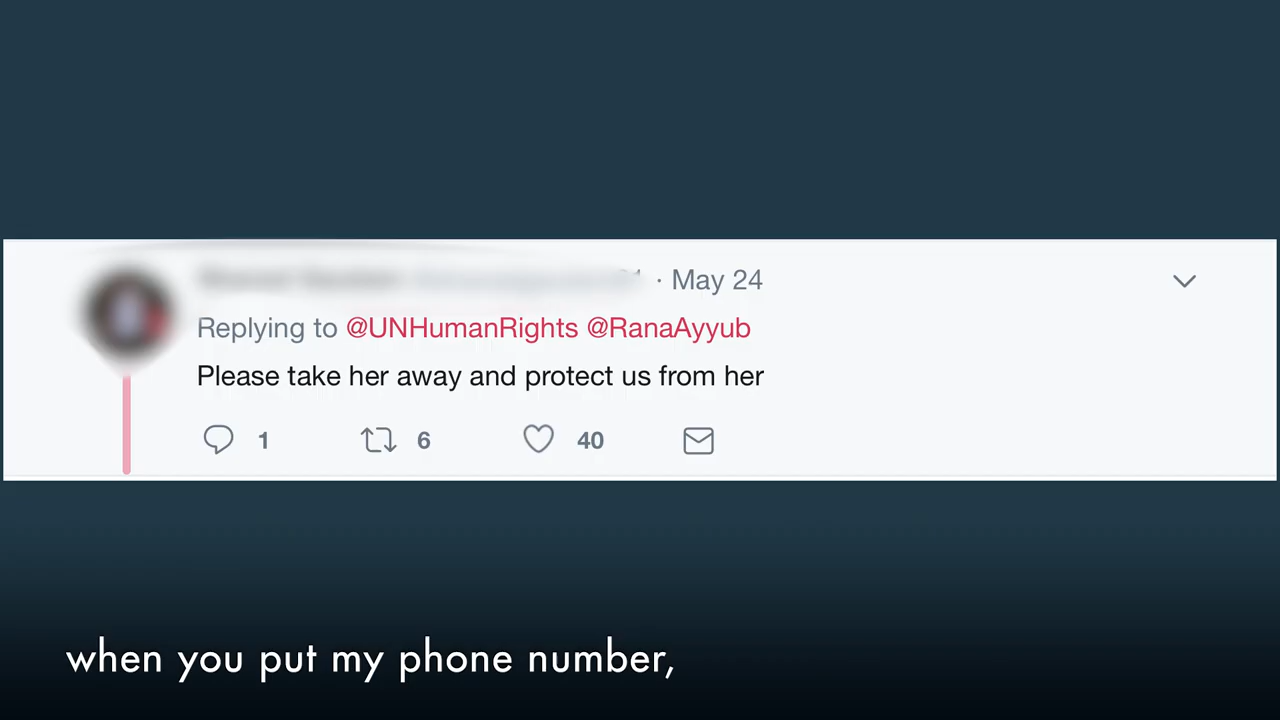 · May 24
Replying to @UNHumanRights @RanaAyyub
Please take her away and protect us from her
1 6 40
when you put my phone number,